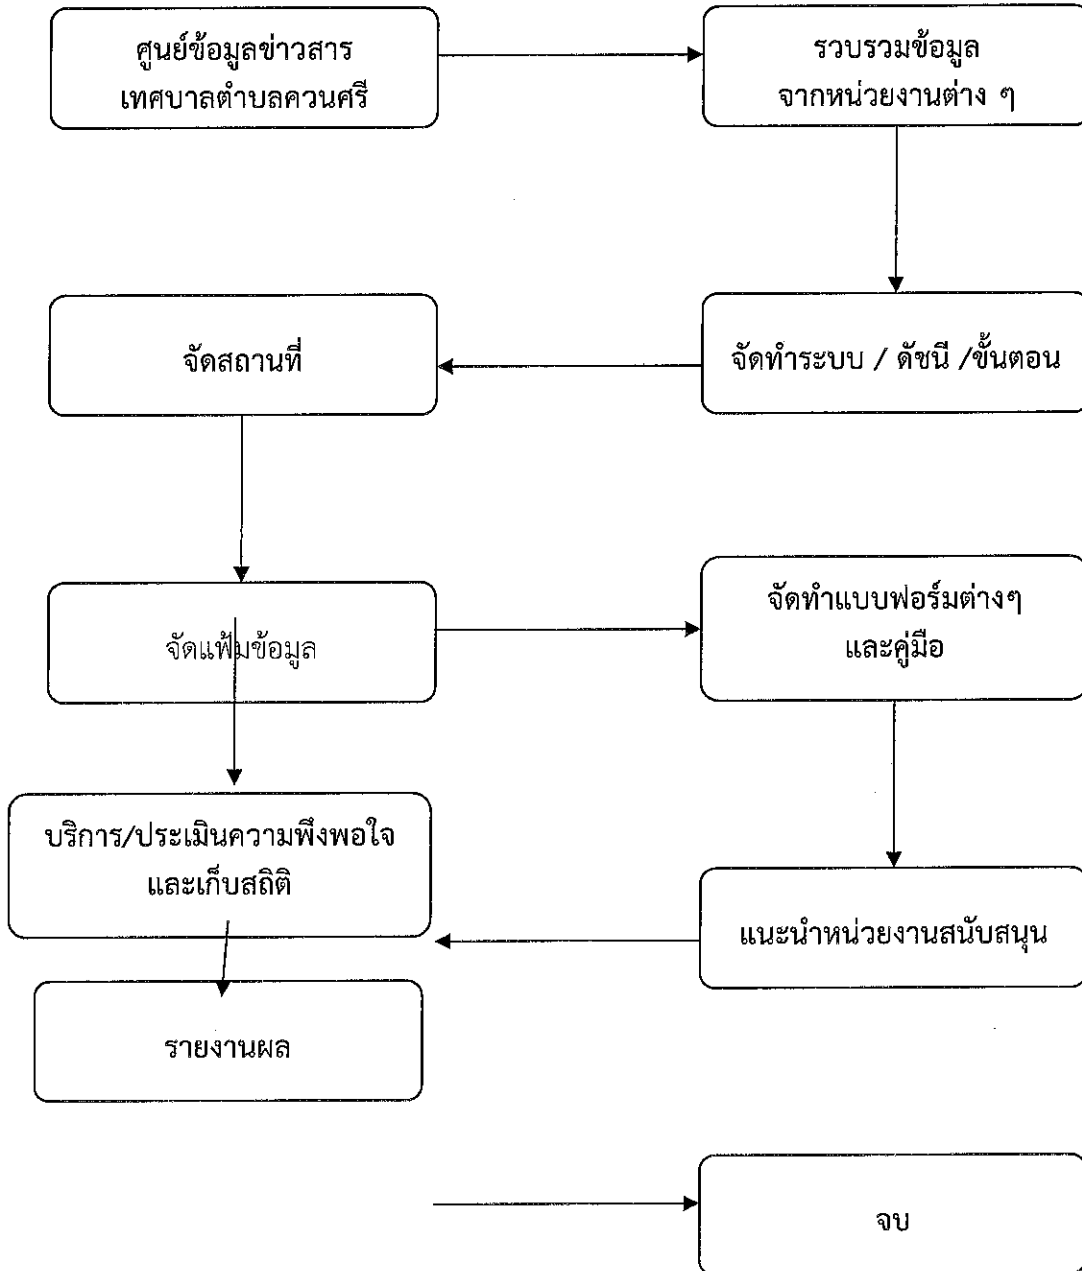 ศูนย์ข้อมูลข่าวสาร
เทศบาลตำบลควนศรี
รวบรวมข้อมูล
จากหน่วยงานต่าง ๆ
จัดทำระบบ / ดัชนี /ขั้นตอน
จัดสถานที่
จัดแฟ้มข้อมูล
จัดทำแบบฟอร์มต่างๆ
และคู่มือ
แนะนำหน่วยงานสนับสนุน
บริการ/ประเมินความพึงพอใจ
และเก็บสถิติ
รายงานผล
จบ